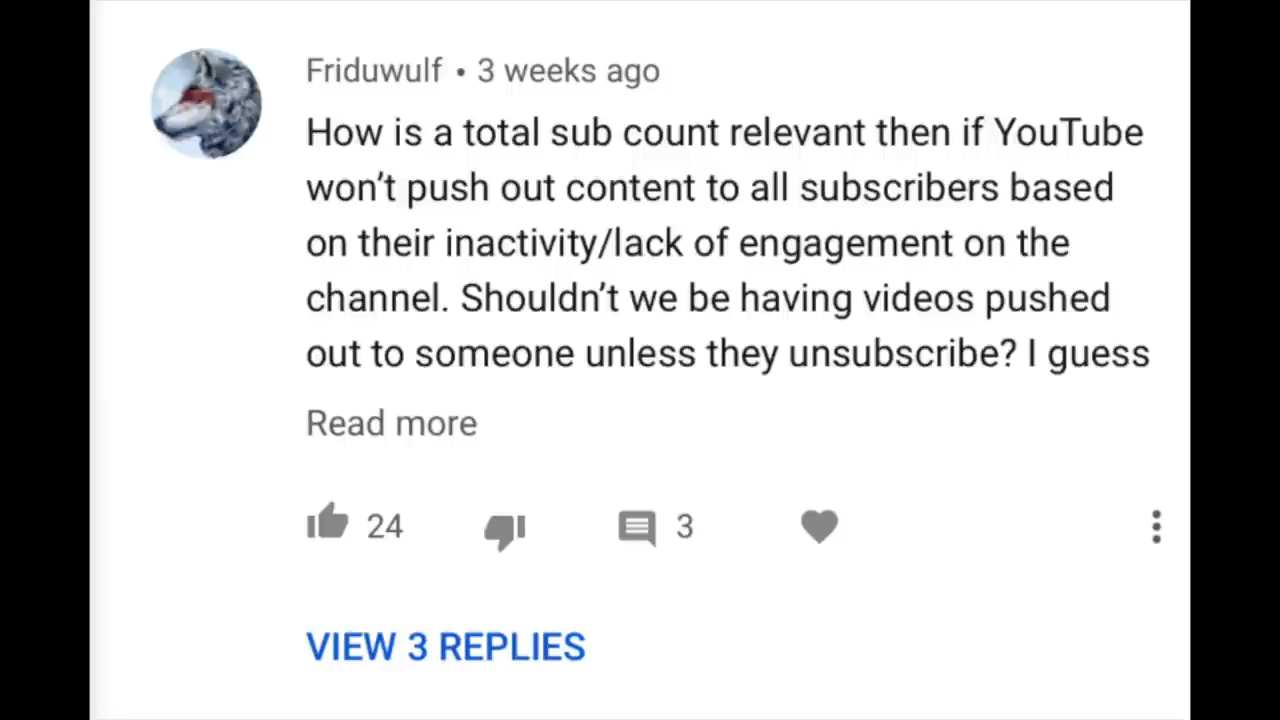 Friduwulf • 3 weeks ago
How is a total sub count relevant then if YouTube
won’t push out content to all subscribers based
on their inactivity/lack of engagement on the
channel. Shouldn’t we be having videos pushed
out to someone unless they unsubscribe? I guess
Read more
24 3
VIEW 3 REPLIES